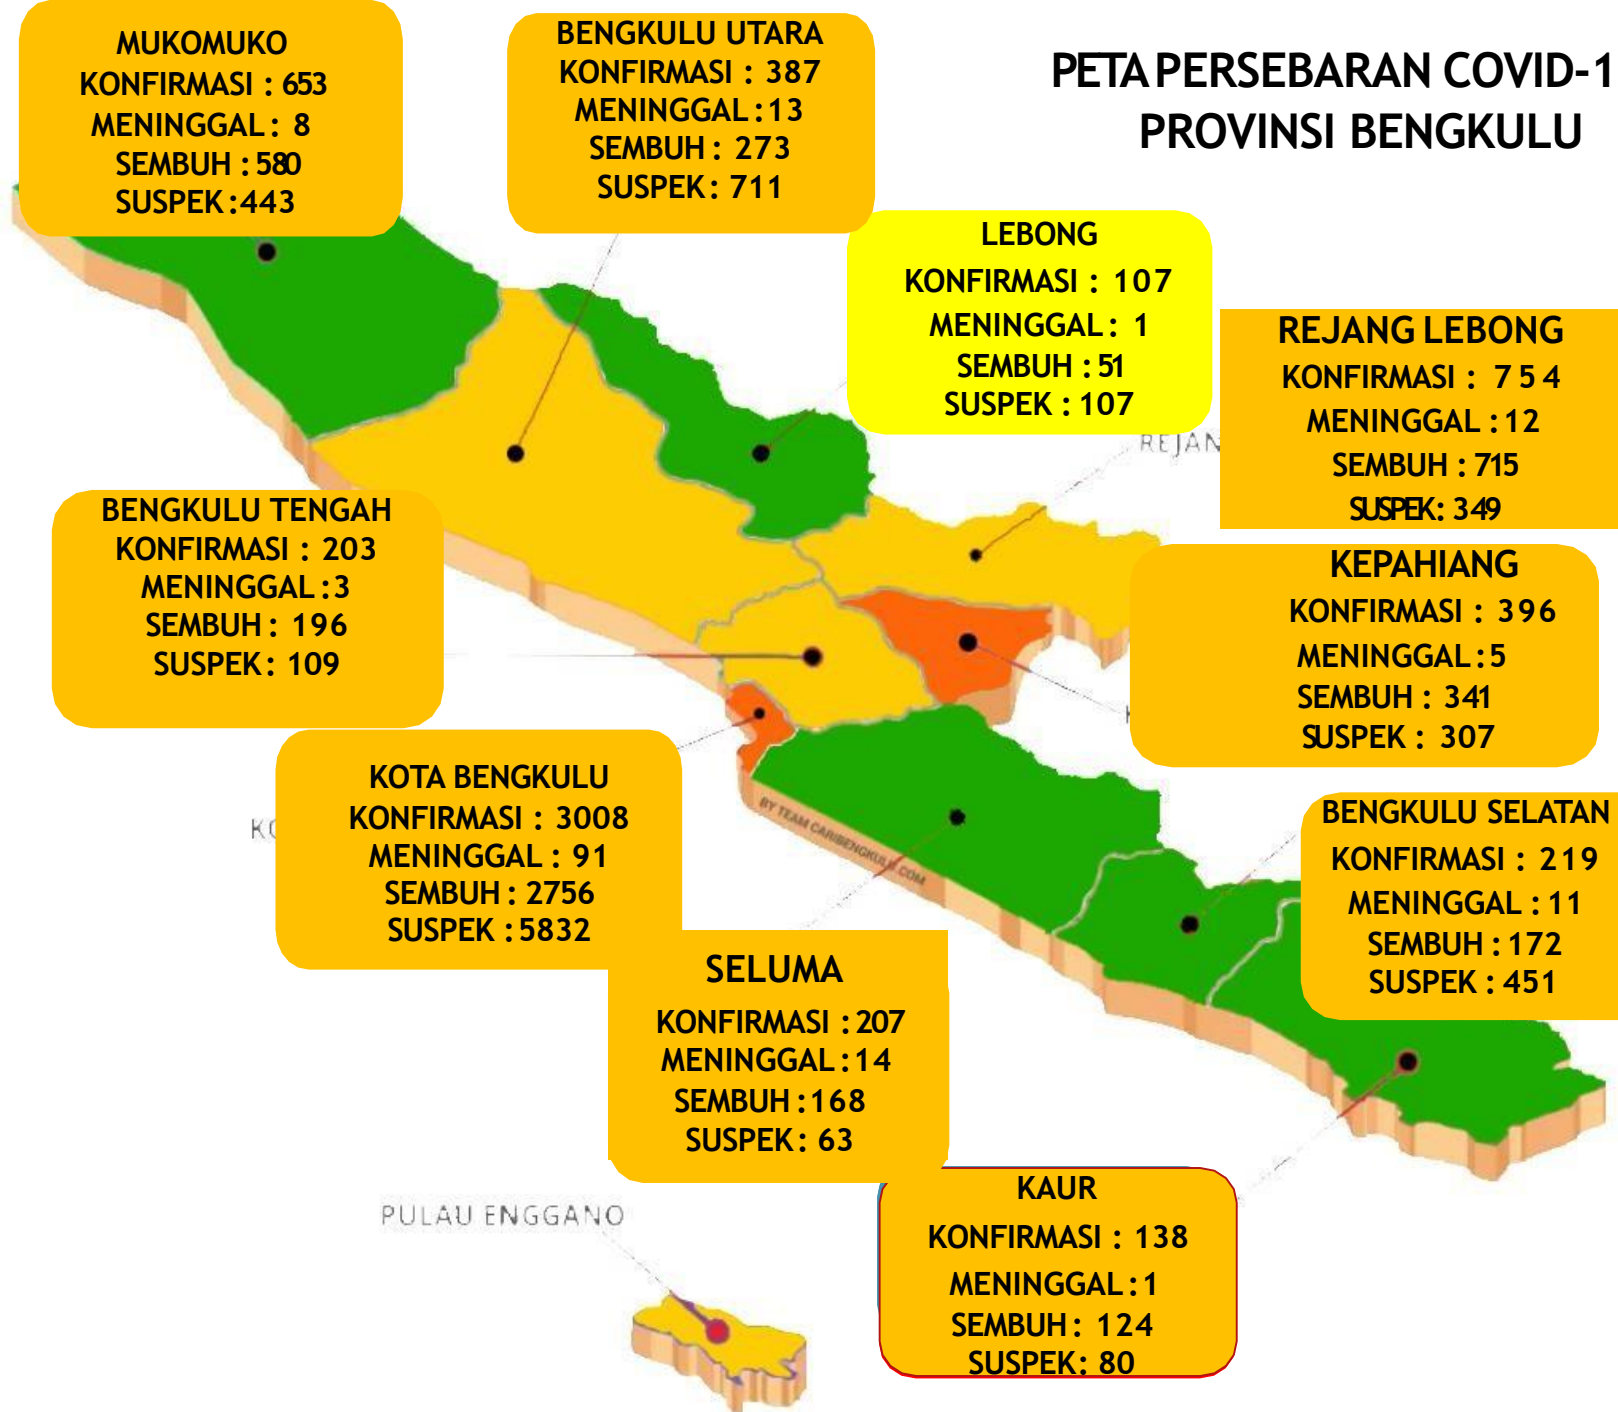 PETA PERSEBARAN COVID-1
PROVINSI BENGKULU
MUKOMUKO
KONFIRMASI : 653
MENINGGAL : 8
SEMBUH : 580
SUSPEK :443
BENGKULU UTARA
KONFIRMASI : 387
MENINGGAL :13
SEMBUH : 273
SUSPEK : 711
LEBONG
KONFIRMASI : 107
MENINGGAL : 1
SEMBUH : 51
SUSPEK : 107
REJANG LEBONG
KONFIRMASI : 754
MENINGGAL : 12
SEMBUH : 715
SUSPEK: 349
REJAN
BENGKULU TENGAH
KONFIRMASI : 203
MENINGGAL :3
SEMBUH : 196
SUSPEK : 109
KEPAHIANG
KONFIRMASI : 396
MENINGGAL :5
SEMBUH : 341
SUSPEK : 307
KOTA BENGKULU
KONFIRMASI : 3008
MENINGGAL : 91
SEMBUH : 2756
SUSPEK : 5832
BY TEAM CARIBENGKULU.COM
BENGKULU SELATAN
KONFIRMASI : 219
MENINGGAL : 11
SEMBUH : 172
SUSPEK : 451
SELUMA
KONFIRMASI : 207
MENINGGAL :14
SEMBUH :168
SUSPEK : 63
KAUR
KONFIRMASI : 138
MENINGGAL :1
SEMBUH : 124
SUSPEK : 80
PULAU ENGGANO